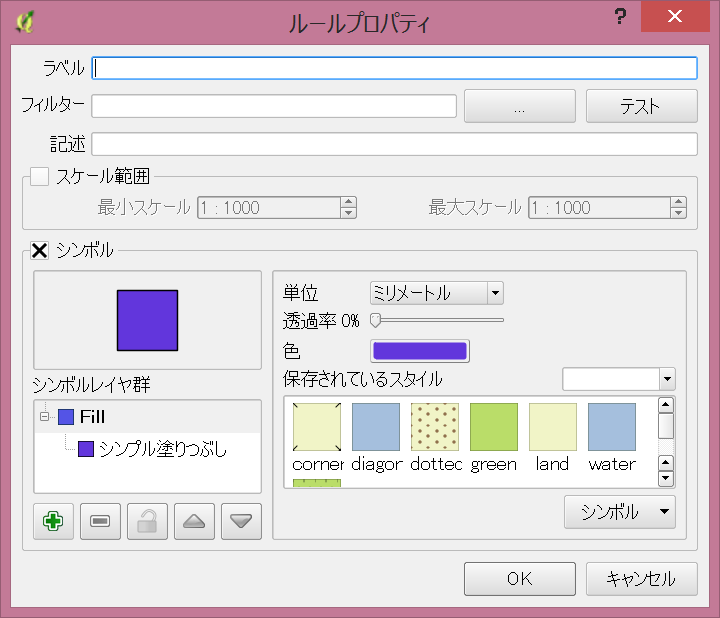 ルールプロパティ
ラベル
フィルター ... テスト
記述
スケール範囲
最小スケール 1 : 1000 最大スケール 1 : 1000
シンボル
単位 ミリメートル
透過率 0%
色
シンボルレイヤ群
保存されているスタイル
Fill
シンプル塗りつぶし
corner diagor dottec green land water
シンボル
OK キャンセル